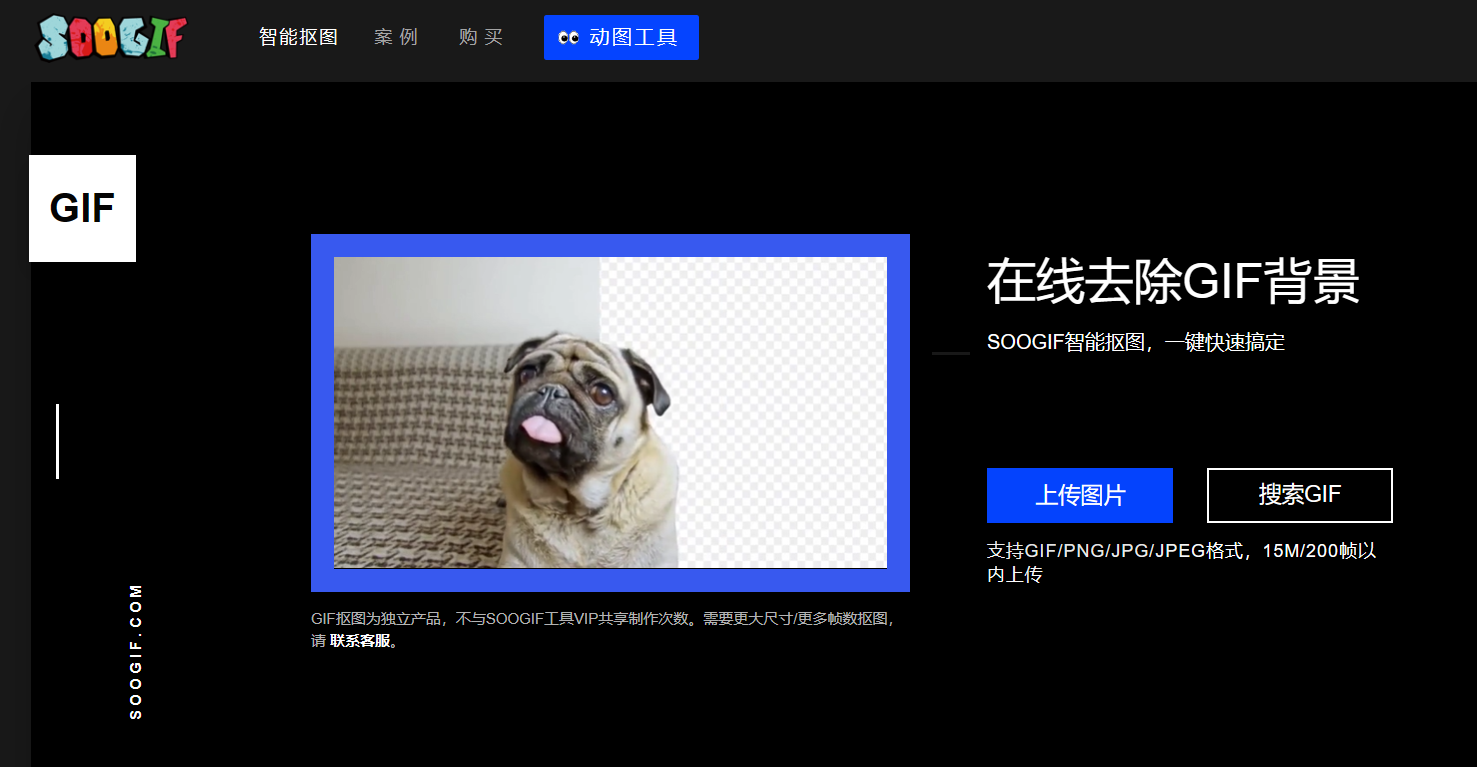 SOOGIF
智能抠图
案例
购买
动图工具
GIF
在线去除GIF背景
SOOGIF智能抠图，一键快速搞定
上传图片
搜索GIF
支持GIF/PNG/JPG/JPEG格式，15M/200帧以
内上传
GIF抠图为独立产品，不与SOOGIF工具VIP共享制作次数。需要更大尺寸/更多帧数抠图，
请 联系客服。
SOOGIF.COM